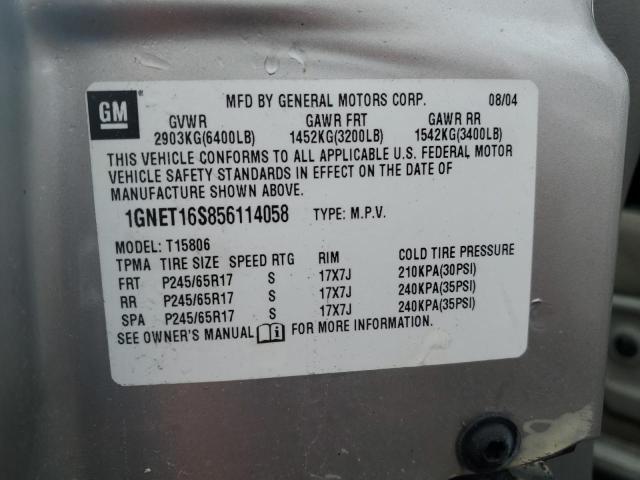 GM ®
MFD BY GENERAL MOTORS CORP. 08/04
GVWR GAWR FRT GAWR RR
2903KG(6400LB) 1452KG(3200LB) 1542KG(3400LB)
THIS VEHICLE CONFORMS TO ALL APPLICABLE U.S. FEDERAL MOTOR
VEHICLE SAFETY STANDARDS IN EFFECT ON THE DATE OF
MANUFACTURE SHOWN ABOVE.
1GNET16S856114058 TYPE: M.P.V.
MODEL: T15806
TPMA TIRE SIZE SPEED RTG RIM COLD TIRE PRESSURE
FRT P245/65R17 S 17X7J 210KPA(30PSI)
RR P245/65R17 S 17X7J 240KPA(35PSI)
SPA P245/65R17 S 17X7J 240KPA(35PSI)
SEE OWNER'S MANUAL i FOR MORE INFORMATION.